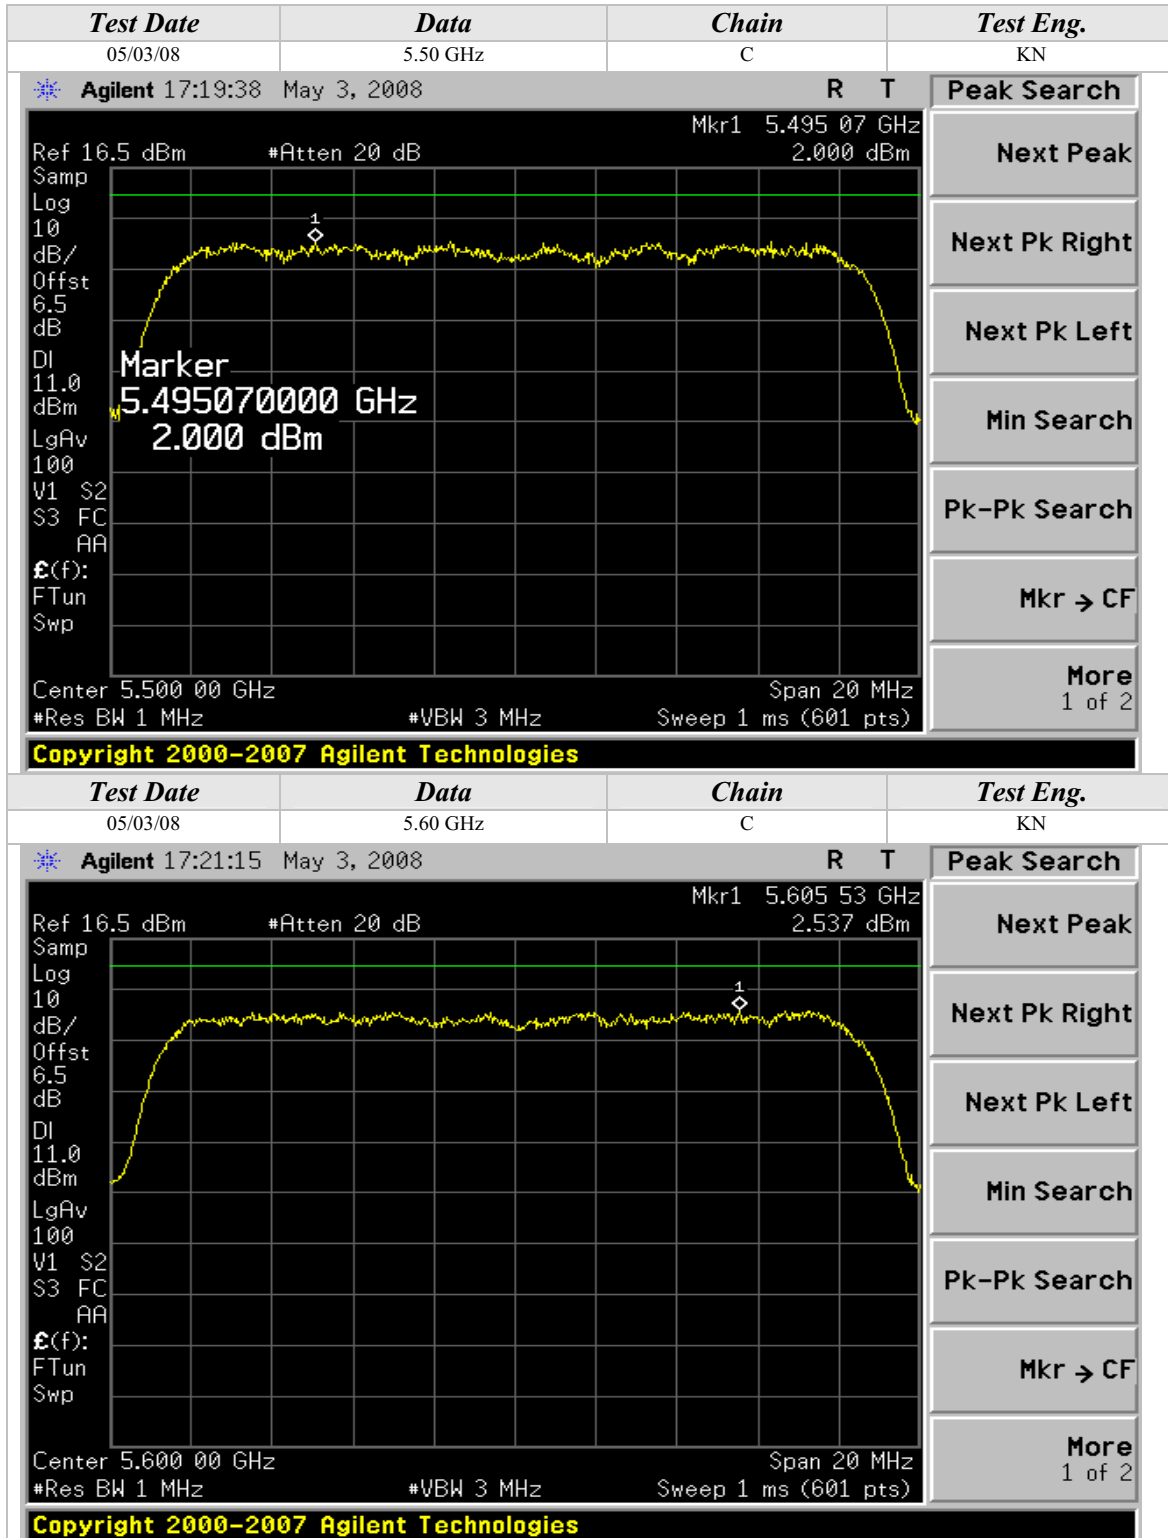 Test Date Data Chain Test Eng.
05/03/08 5.50 GHz C KN
Agilent 17:19:38 May 3, 2008 R T Peak Search
Mkr1 5.495 07 GHz
Ref 16.5 dBm #Atten 20 dB 2.000 dBm
Next Peak
Samp
Log
10
dB/
Offst
6.5
dB
DI
11.0
dBm
LgAv
100
V1 S2
S3 FC
AA
£(f):
FTun
Swp
1
Marker
5.495070000 GHz
2.000 dBm
Next Pk Right
Next Pk Left
Min Search
Pk-Pk Search
Mkr → CF
More
1 of 2
Center 5.500 00 GHz Span 20 MHz
#Res BW 1 MHz #VBW 3 MHz Sweep 1 ms (601 pts)
Copyright 2000-2007 Agilent Technologies
Test Date Data Chain Test Eng.
05/03/08 5.60 GHz C KN
Agilent 17:21:15 May 3, 2008 R T Peak Search
Mkr1 5.605 53 GHz
Ref 16.5 dBm #Atten 20 dB 2.537 dBm
Next Peak
Samp
Log
10
dB/
Offst
6.5
dB
DI
11.0
dBm
LgAv
100
V1 S2
S3 FC
AA
£(f):
FTun
Swp
1
Next Pk Right
Next Pk Left
Min Search
Pk-Pk Search
Mkr → CF
More
1 of 2
Center 5.600 00 GHz Span 20 MHz
#Res BW 1 MHz #VBW 3 MHz Sweep 1 ms (601 pts)
Copyright 2000-2007 Agilent Technologies